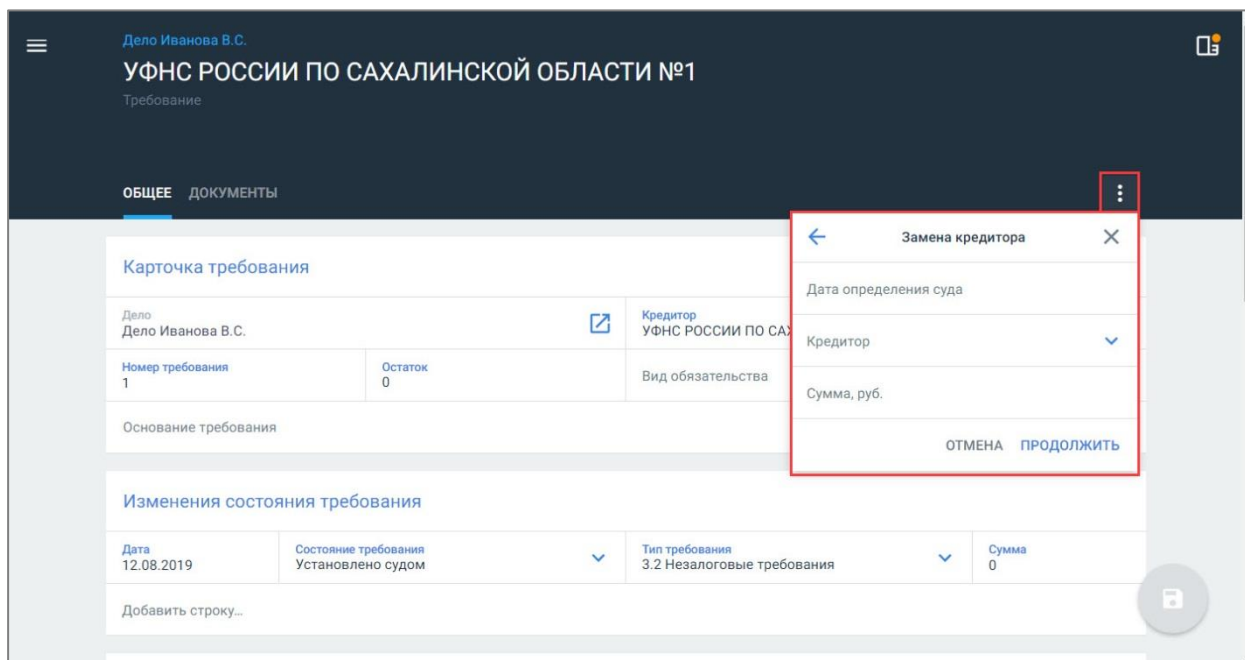 Дело Иванова В.С.
УФНС РОССИИ ПО САХАЛИНСКОЙ ОБЛАСТИ №1
Требование
ОБЩЕЕ ДОКУМЕНТЫ
Замена кредитора
Дата определения суда
Кредитор
Сумма, руб.
ОТМЕНА ПРОДОЛЖИТЬ
Карточка требования
Дело
Дело Иванова В.С.
Кредитор
УФНС РОССИИ ПО САХ
Номер требования
1
Остаток
0
Вид обязательства
Основание требования
Изменения состояния требования
Дата
12.08.2019
Состояние требования
Установлено судом
Тип требования
3.2 Незалоговые требования
Сумма
0
Добавить строку...